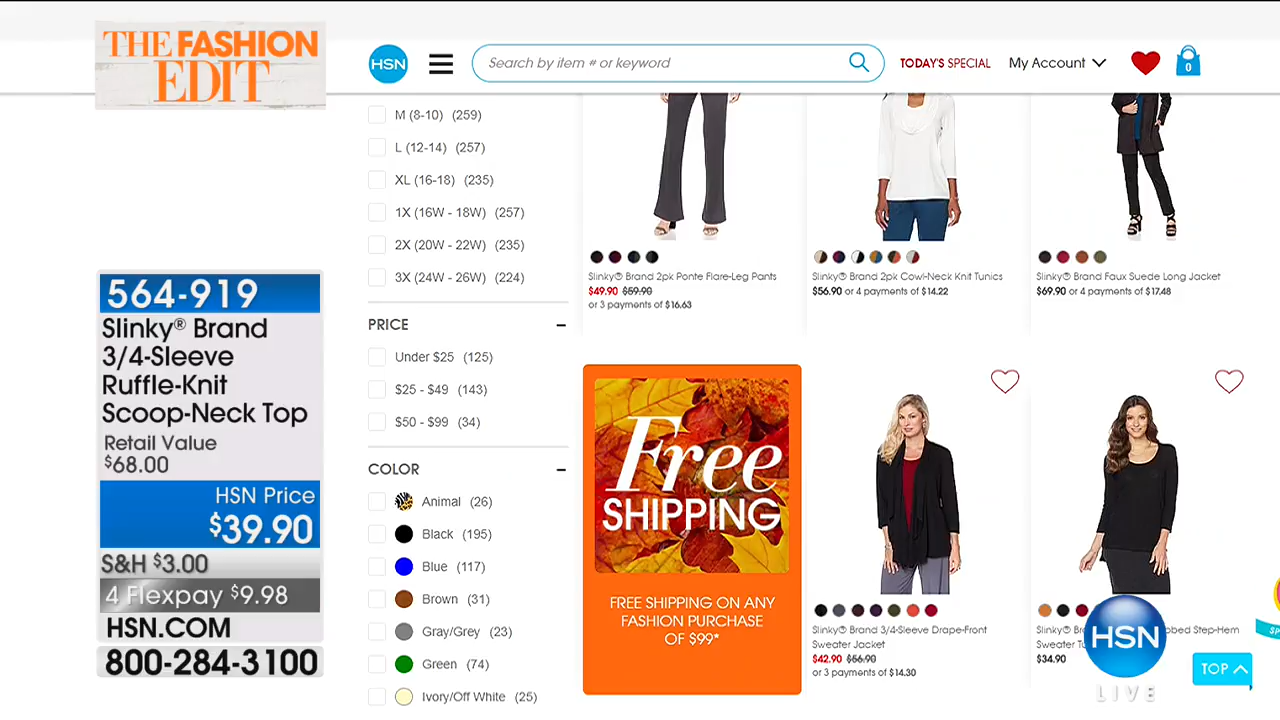 THE FASHION
EDIT
HSN
Search by item # or keyword
TODAY'S SPECIAL
My Account
0
M (8-10) (259)
L (12-14) (257)
XL (16-18) (235)
1X (16W - 18W) (257)
2X (20W - 22W) (235)
3X (24W - 26W) (224)
PRICE
Under $25 (125)
$25 - $49 (143)
$50 - $99 (34)
COLOR
Animal (26)
Black (195)
Blue (117)
Brown (31)
Gray/Grey (23)
Green (74)
Ivory/Off White (25)
Slinky® Brand 2pk Ponte Flare-Leg Pants
$49.90 $59.90
or 3 payments of $16.63
Slinky® Brand 2pk Cowl-Neck Knit Tunics
$56.90 or 4 payments of $14.22
Slinky® Brand Faux Suede Long Jacket
$69.90 or 4 payments of $17.48
Free
SHIPPING
FREE SHIPPING ON ANY
FASHION PURCHASE
OF $99*
Slinky® Brand 3/4-Sleeve Drape-Front
Sweater Jacket
$42.90 $56.90
or 3 payments of $14.30
Slinky® Step-Hem
Sweater
$34.90
564-919
Slinky® Brand
3/4-Sleeve
Ruffle-Knit
Scoop-Neck Top
Retail Value
$68.00
HSN Price
$39.90
S&H $3.00
4 Flexpay $9.98
HSN.COM
800-284-3100
HSN
LIVE
TOP